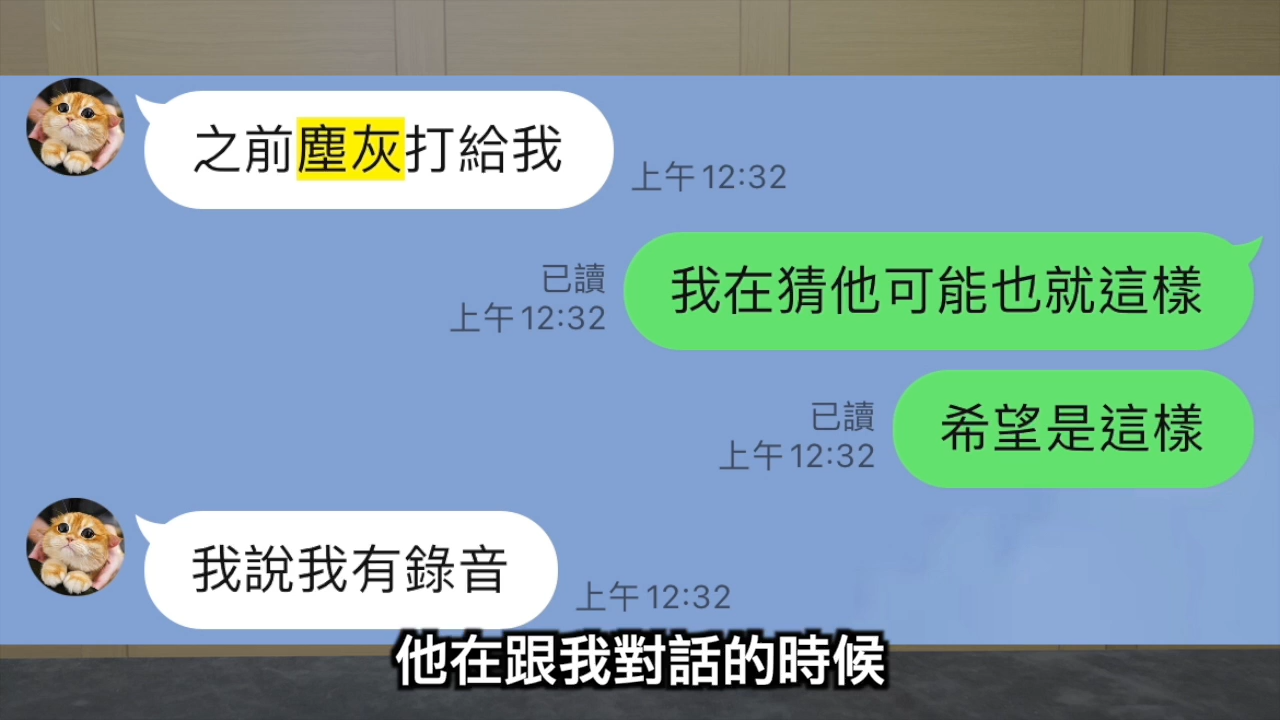 之前塵灰打給我
上午12:32
我在猜他可能也就這樣
已讀
上午12:32
希望是這樣
已讀
上午12:32
我說我有錄音
上午12:32
他在跟我對話的時候